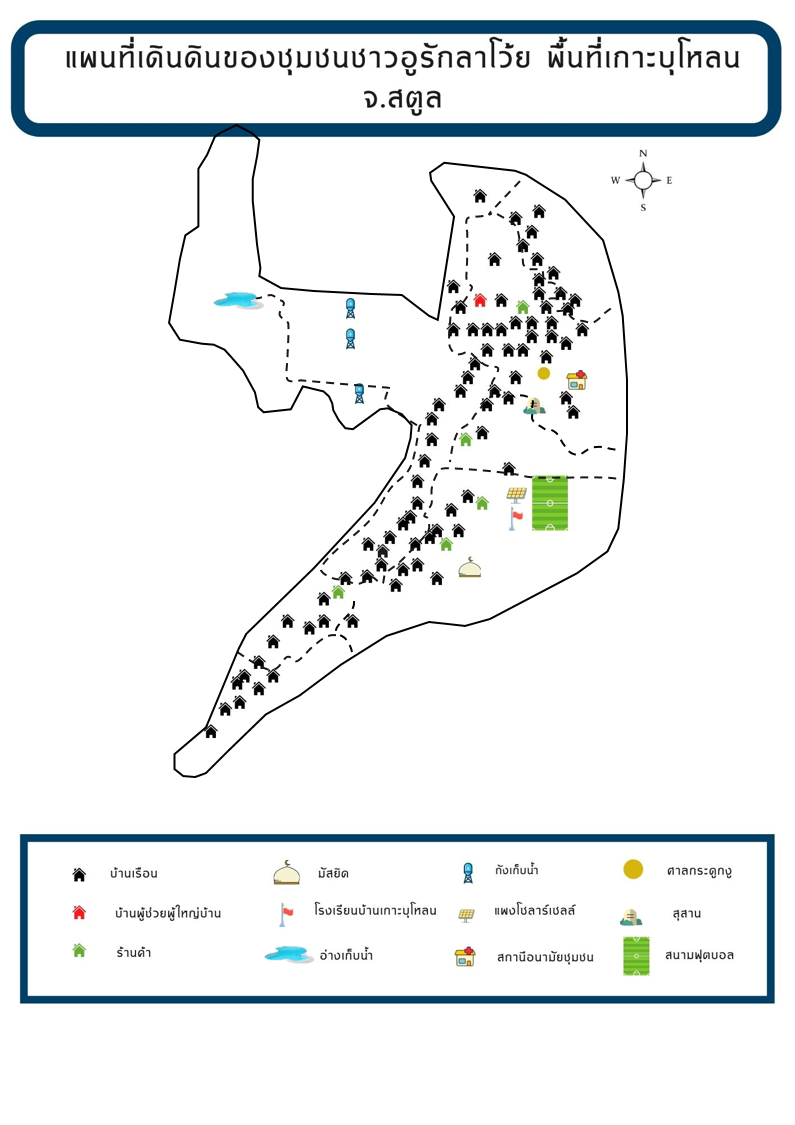 แผนที่เดินดินของชุมชนชาวอูรักลาโว้ย พื้นที่เกาะบุโหลน
จ.สตูล
N
W E
S
บ้านเรือน
มัสยิด
ถังเก็บน้ำ
ศาลกระดูกงู
บ้านผู้ช่วยผู้ใหญ่บ้าน
โรงเรียนบ้านเกาะบุโหลน
แผงโซลาร์เซลล์
สุสาน
ร้านค้า
อ่างเก็บน้ำ
สถานีอนามัยชุมชน
สนามฟุตบอล